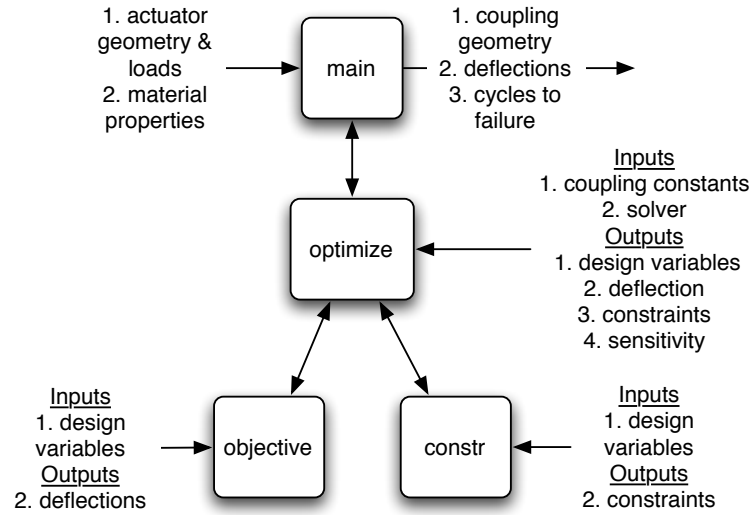 1. actuator
geometry &
loads
2. material
properties
main
1. coupling
geometry
2. deflections
3. cycles to
failure
optimize
Inputs
1. coupling constants
2. solver
Outputs
1. design variables
2. deflection
3. constraints
4. sensitivity
Inputs
1. design
variables
Outputs
2. deflections
objective
constr
Inputs
1. design
variables
Outputs
2. constraints